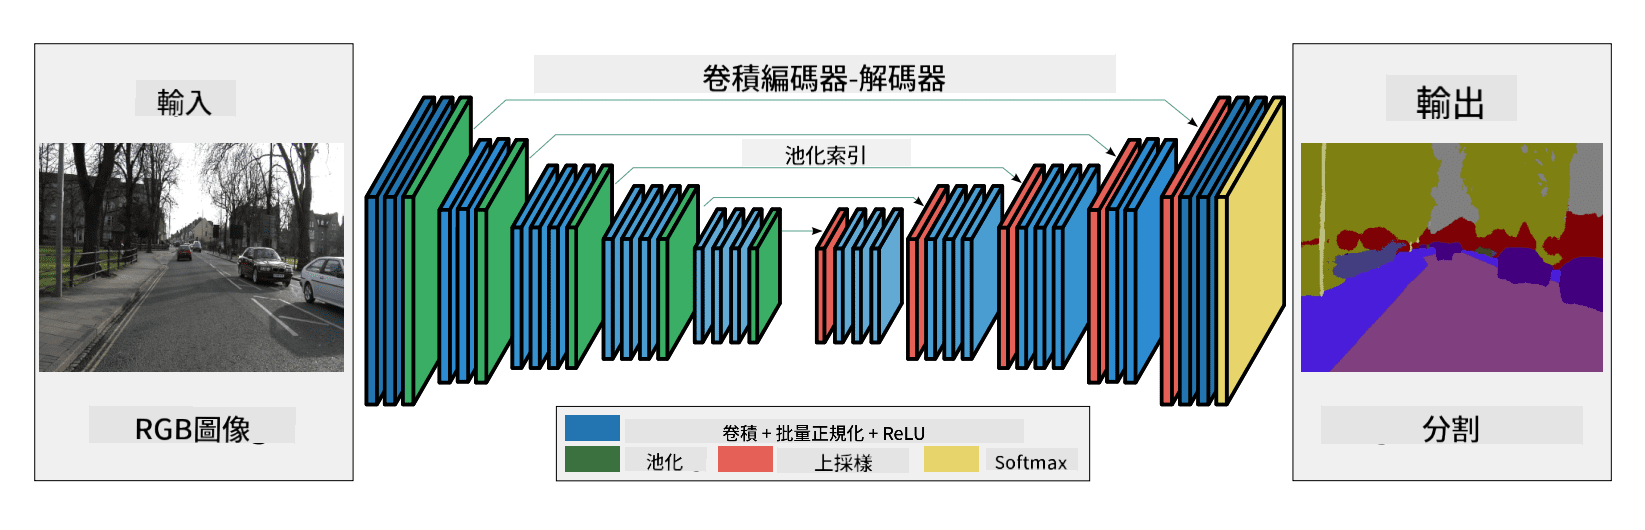 輸入
卷積編碼器-解碼器
輸出
池化索引
RGB圖像
分割
卷積 + 批量正規化 + ReLU
池化
上採樣
Softmax